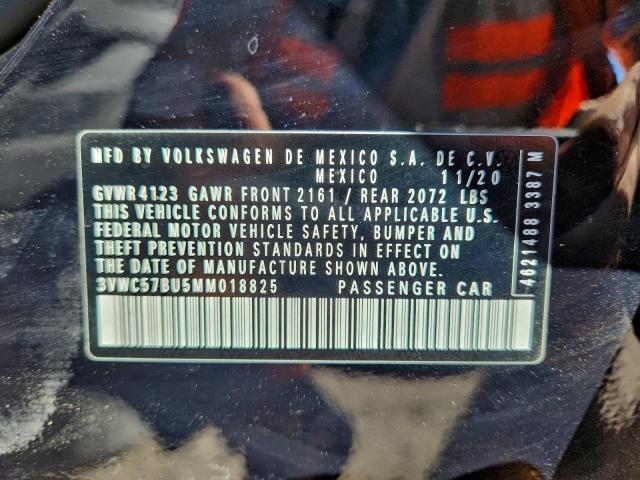 MFD BY VOLKSWAGEN DE MEXICO S.A. DE C.V.
MEXICO 11/20
GVWR4123 GAWR FRONT 2161 / REAR 2072 LBS
THIS VEHICLE CONFORMS TO ALL APPLICABLE U.S.
FEDERAL MOTOR VEHICLE SAFETY, BUMPER AND
THEFT PREVENTION STANDARDS IN EFFECT ON
THE DATE OF MANUFACTURE SHOWN ABOVE.
3VWC57BU5MM018825 PASSENGER CAR
4621488 3387 M